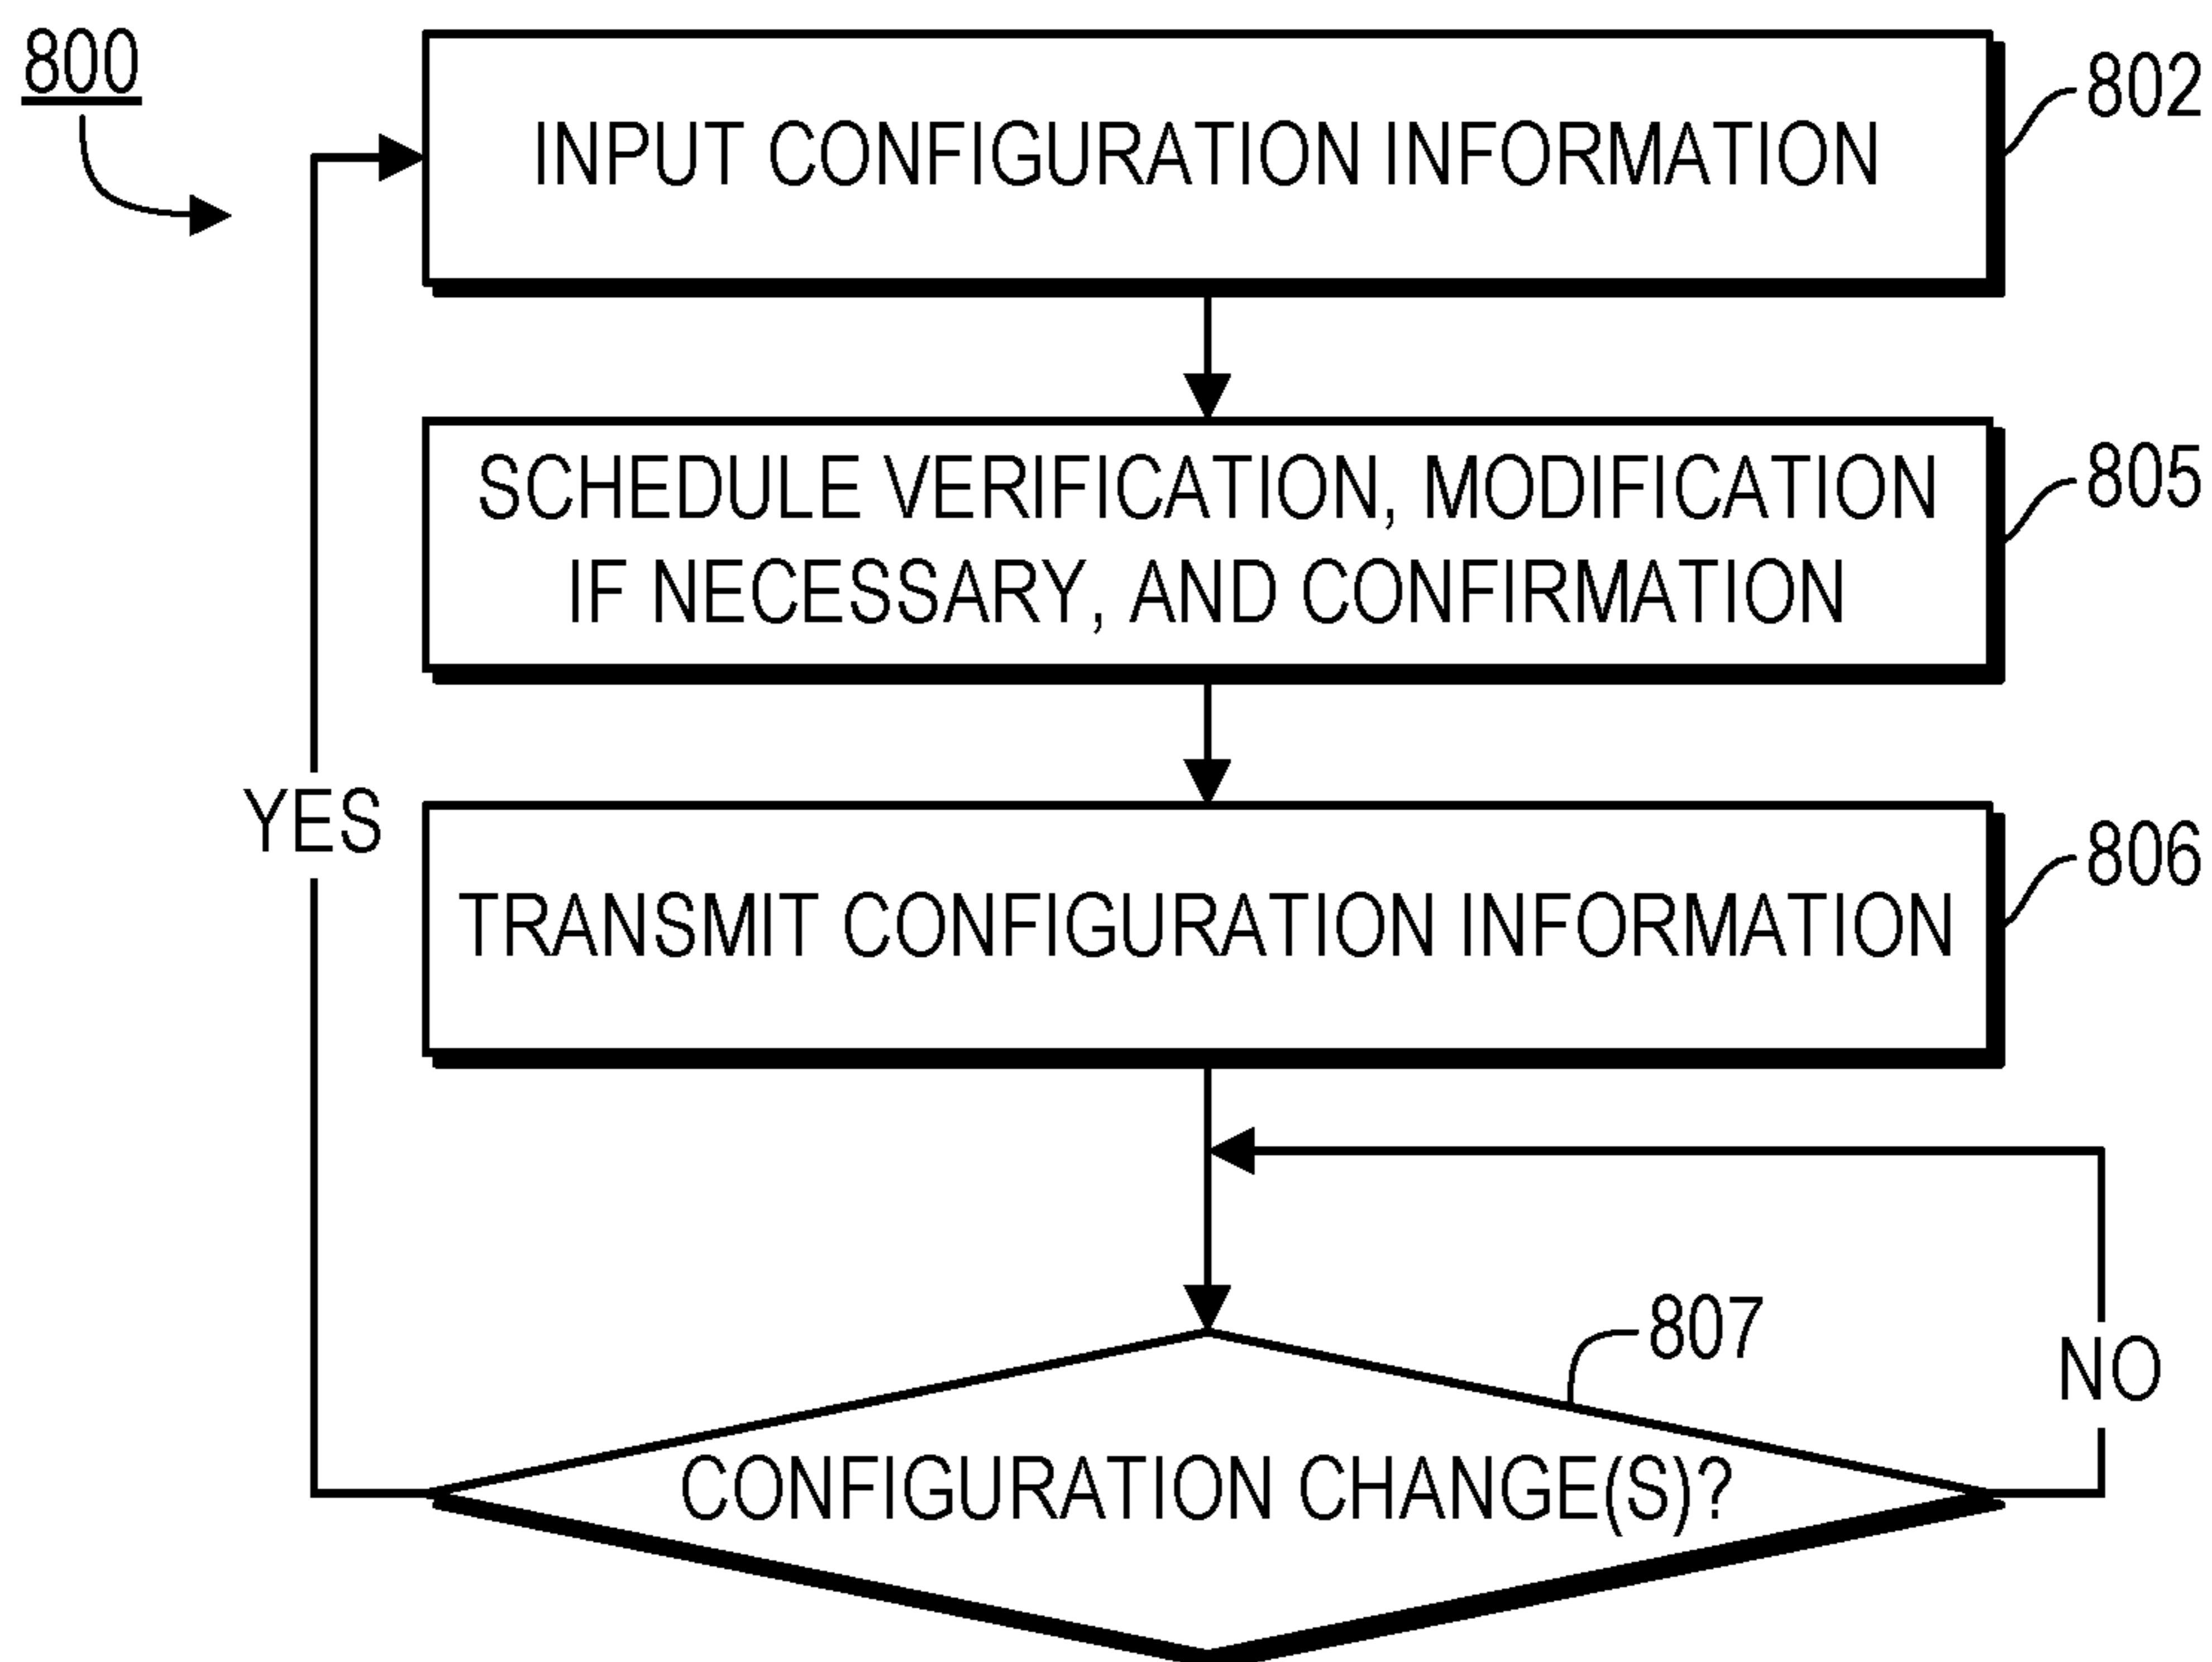 800
INPUT CONFIGURATION INFORMATION
802
SCHEDULE VERIFICATION, MODIFICATION
IF NECESSARY, AND CONFIRMATION
805
YES
TRANSMIT CONFIGURATION INFORMATION
806
807
NO
CONFIGURATION CHANGE(S)?